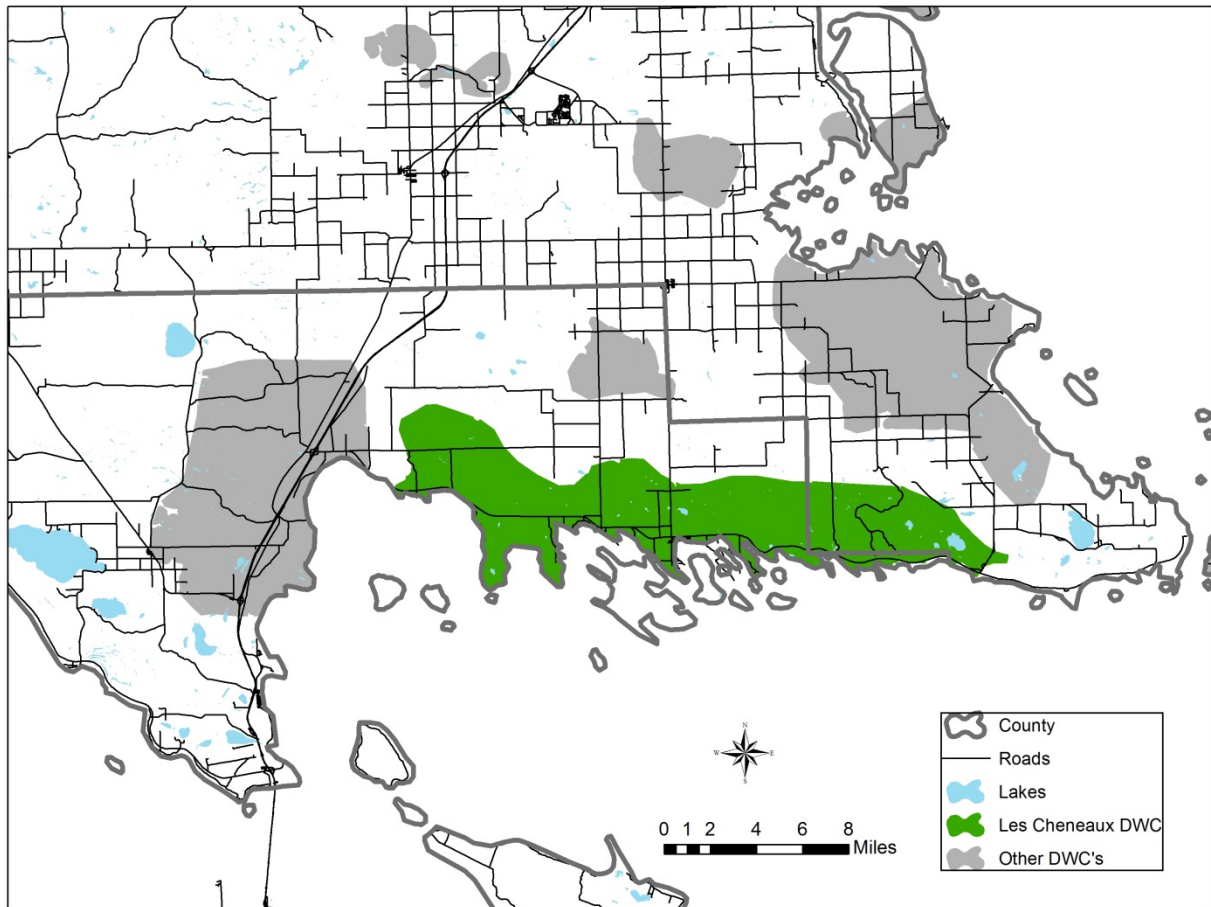 N
W E
S
0 1 2 4 6 8
Miles
County
Roads
Lakes
Les Cheneaux DWC
Other DWC's